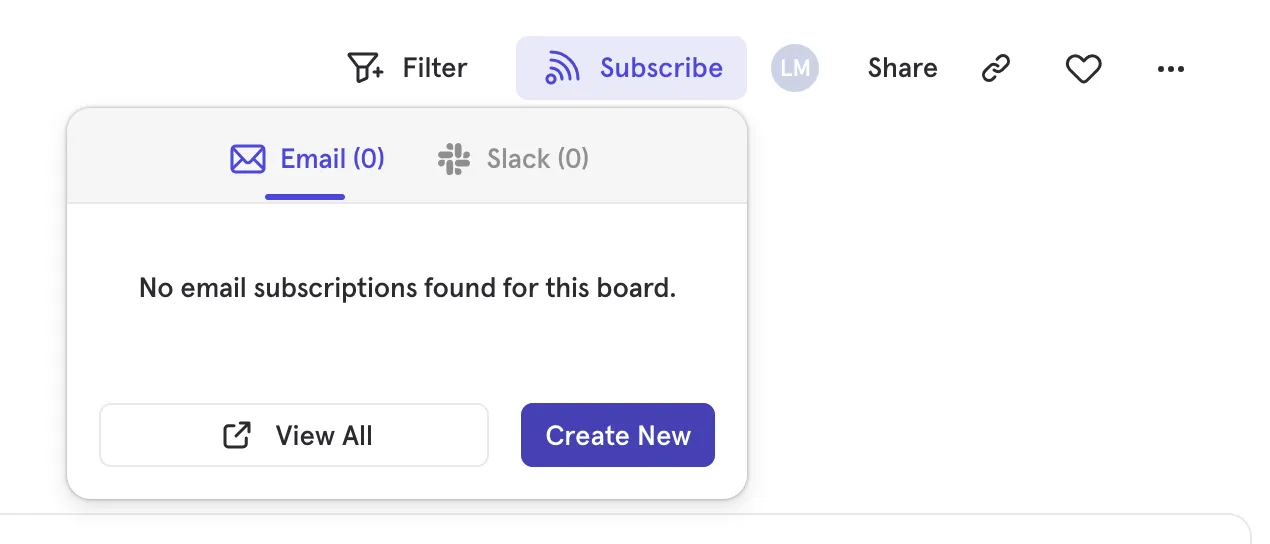 Filter Subscribe LM Share
Email (0) Slack (0)
No email subscriptions found for this board.
View All Create New